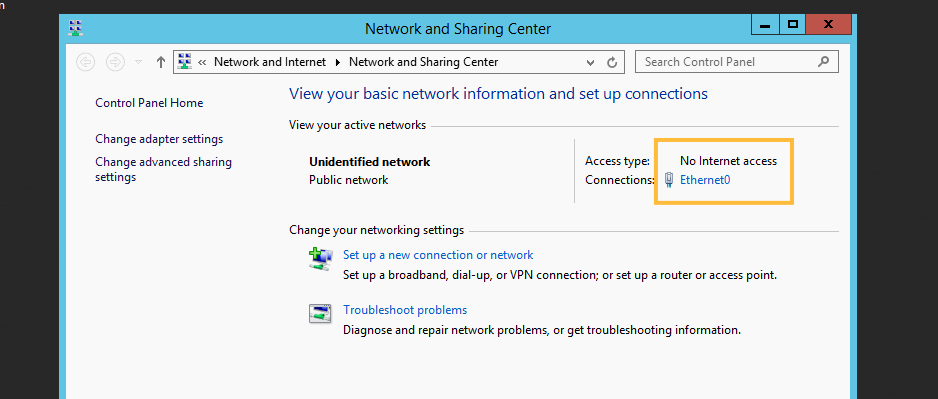 n
Network and Sharing Center
« Network and Internet Network and Sharing Center
Search Control Panel
Control Panel Home
Change adapter settings
Change advanced sharing
settings
View your basic network information and set up connections
View your active networks
Unidentified network
Public network
Access type: No Internet access
Connections: Ethernet0
Change your networking settings
Set up a new connection or network
Set up a broadband, dial-up, or VPN connection; or set up a router or access point.
Troubleshoot problems
Diagnose and repair network problems, or get troubleshooting information.